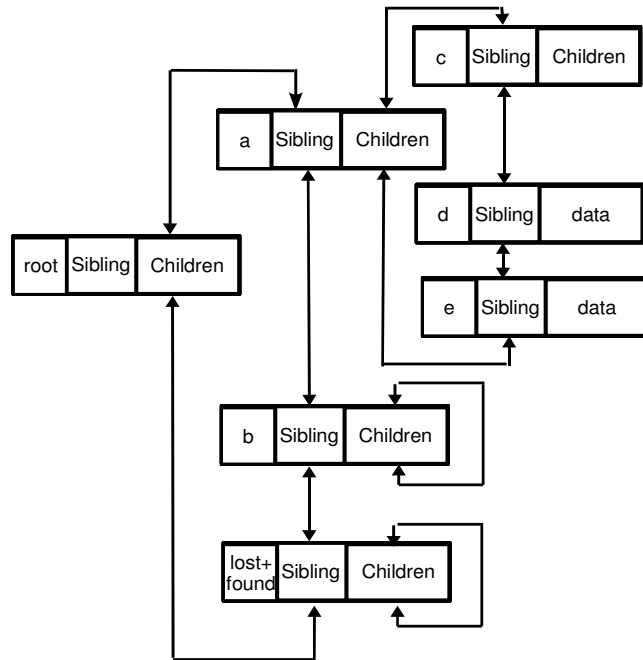 c Sibling Children
a Sibling Children
d Sibling data
root Sibling Children
e Sibling data
b Sibling Children
lost+
found Sibling Children